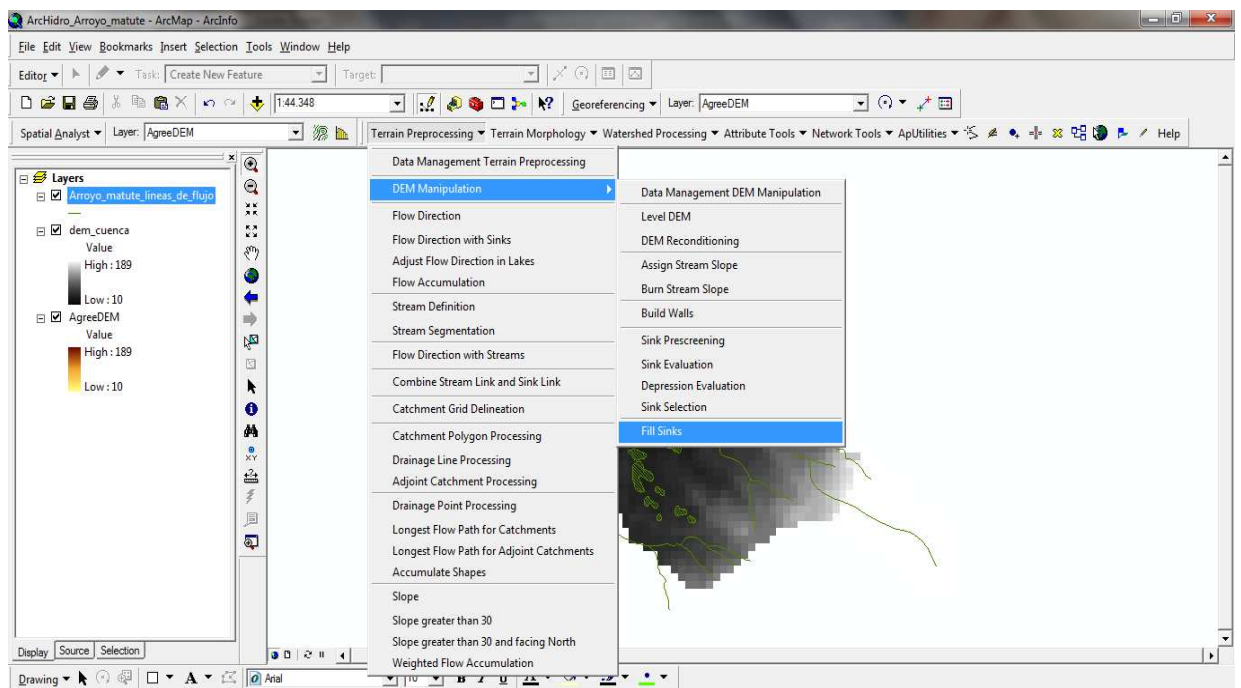 ArcHidro_Arroyo_matute - ArcMap - ArcInfo
File Edit View Bookmarks Insert Selection Tools Window Help
Editor Task: Create New Feature Target:
1:44.348 Georeferencing Layer: AgreeDEM
Spatial Analyst Layer: AgreeDEM Terrain Preprocessing Terrain Morphology Watershed Processing Attribute Tools Network Tools ApUtilities Help
Layers
Arroyo_matute_lineas_de_flujo
dem_cuenca
Value
High : 189
Low : 10
AgreeDEM
Value
High : 189
Low : 10
XY
Data Management Terrain Preprocessing
DEM Manipulation
Flow Direction
Flow Direction with Sinks
Adjust Flow Direction in Lakes
Flow Accumulation
Stream Definition
Stream Segmentation
Flow Direction with Streams
Combine Stream Link and Sink Link
Catchment Grid Delineation
Catchment Polygon Processing
Drainage Line Processing
Adjoint Catchment Processing
Drainage Point Processing
Longest Flow Path for Catchments
Longest Flow Path for Adjoint Catchments
Accumulate Shapes
Slope
Slope greater than 30
Slope greater than 30 and facing North
Weighted Flow Accumulation
Data Management DEM Manipulation
Level DEM
DEM Reconditioning
Assign Stream Slope
Burn Stream Slope
Build Walls
Sink Prescreening
Sink Evaluation
Depression Evaluation
Sink Selection
Fill Sinks
Display Source Selection
Drawing A Arial 10 B I U A